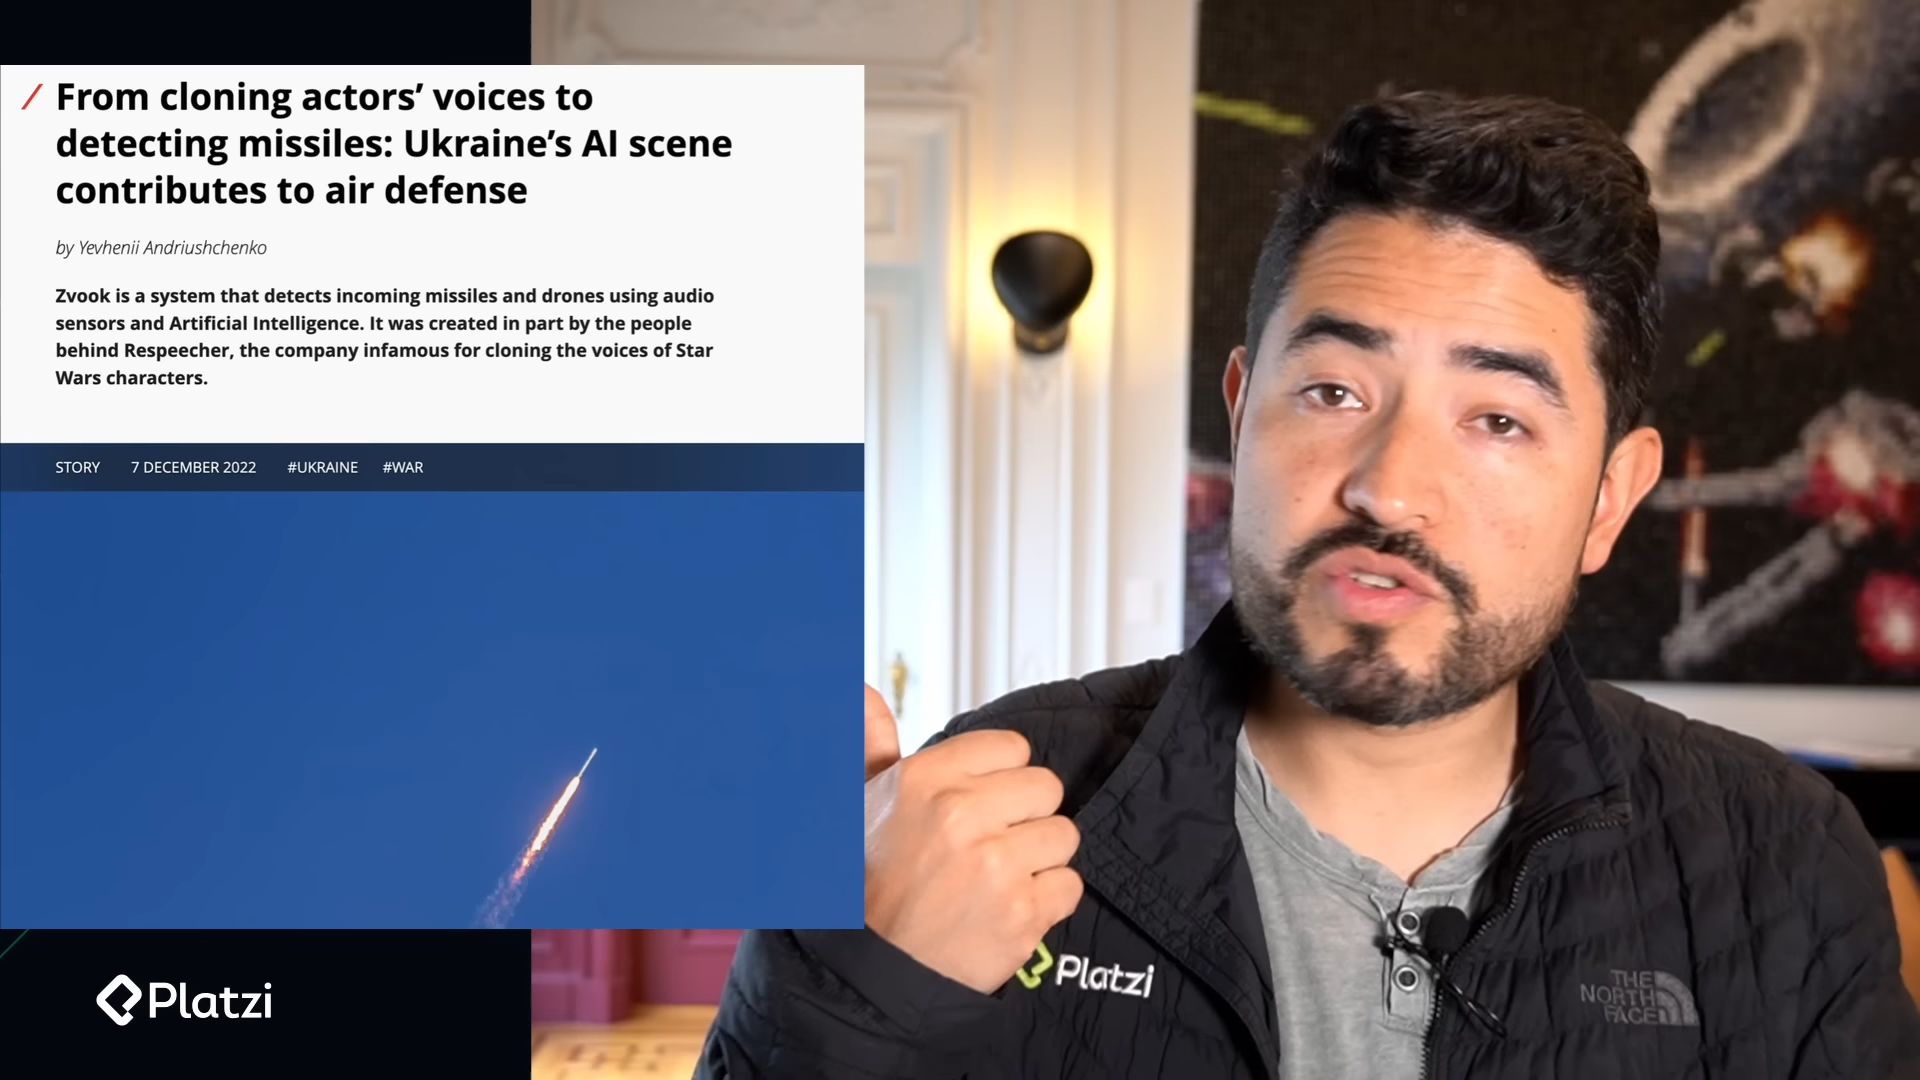 From cloning actors’ voices to
detecting missiles: Ukraine’s AI scene
contributes to air defense
by Yevhenii Andriushchenko
Zvook is a system that detects incoming missiles and drones using audio
sensors and Artificial Intelligence. It was created in part by the people
behind Respeecher, the company infamous for cloning the voices of Star
Wars characters.
STORY 7 DECEMBER 2022 #UKRAINE #WAR
Platzi
Platzi
THE
NORTH
FACE